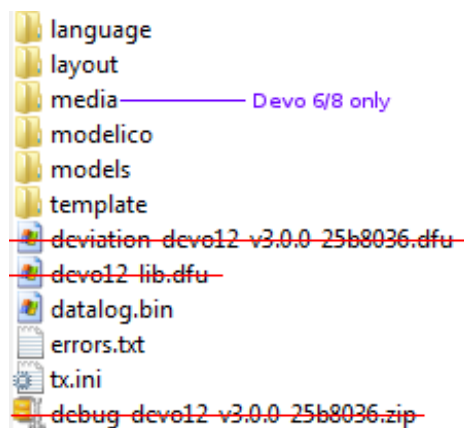 language
layout
media Devo 6/8 only
modelico
models
template
deviation devo12 v3.0.0 25b8036.dfu
devo12 lib.dfu
datalog.bin
errors.txt
tx.ini
debug devo12 v3.0.0 25b8036.zip